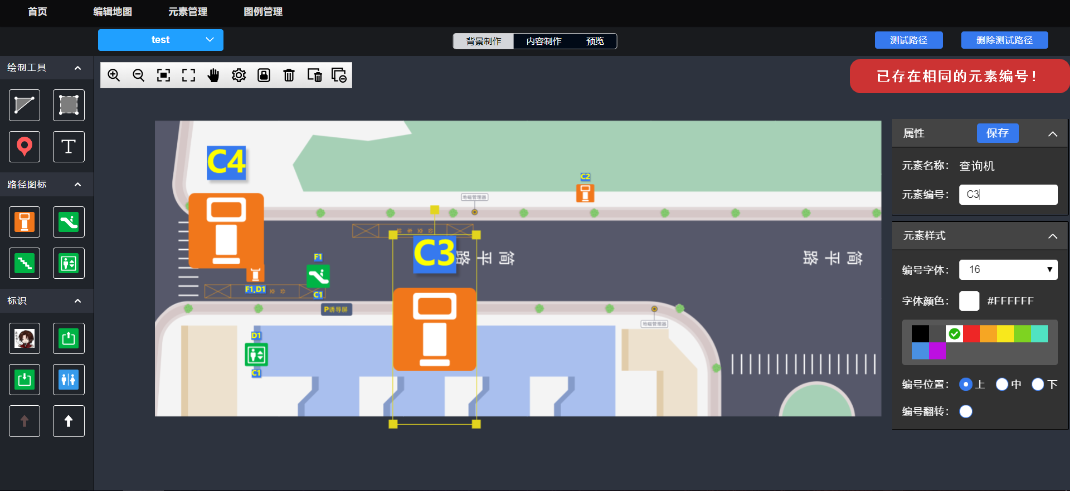 首页 编辑地图 元素管理 图例管理
test 背景制作 内容制作 预览 测试路径 删除测试路径
已存在相同的元素编号！
绘制工具
T
路径图标
标识
C4
C2
C3
简平路
简平路
F1
F1,D1
C1
D1
C1
属性 保存
元素名称： 查询机
元素编号： C3
元素样式
编号字体： 16
字体颜色： #FFFFFF
编号位置： 上 中 下
编号翻转：